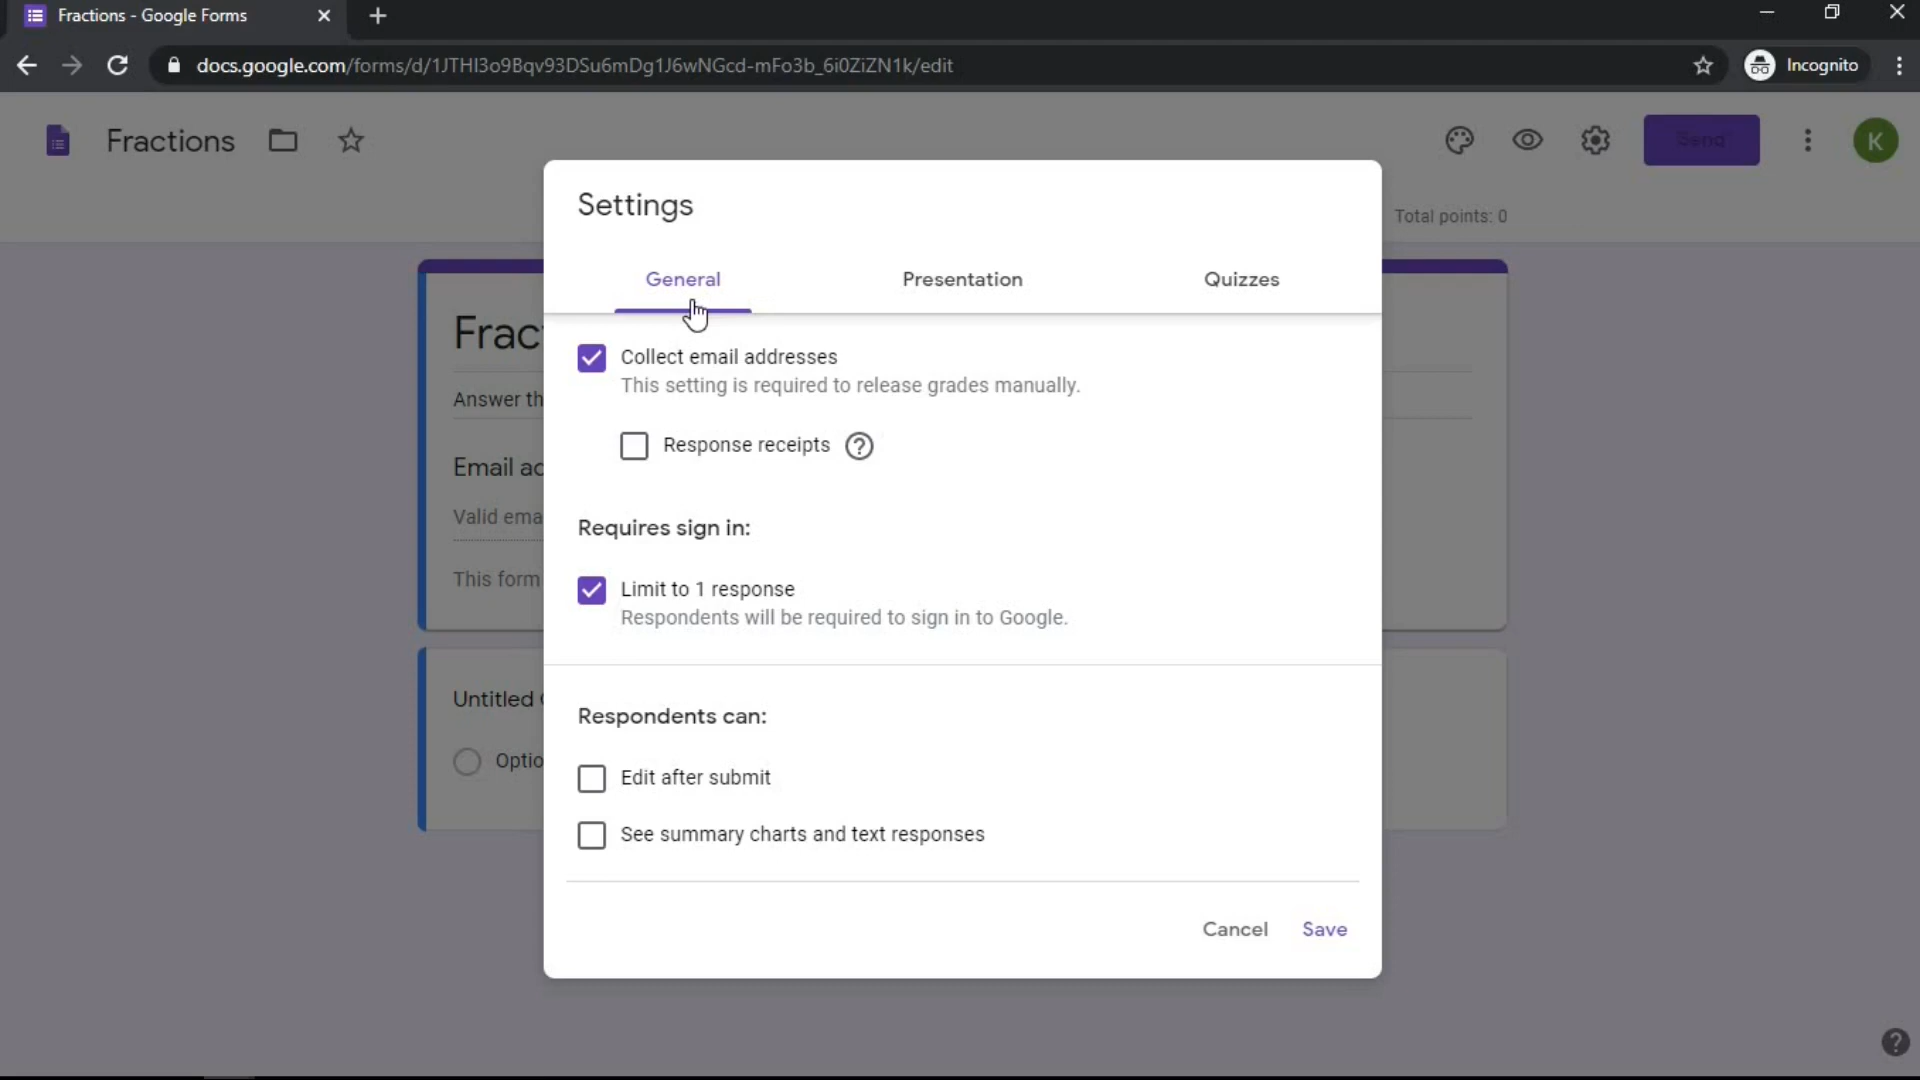 Fractions - Google Forms
docs.google.com/forms/d/1JTHI3o9Bqv93DSu6mDg1J6wNGcd-mFo3b_6i0ZiZN1k/edit
Incognito
Fractions
Send
K
Total points: 0
Settings
General
Presentation
Quizzes
Frac
Collect email addresses
This setting is required to release grades manually.
Answer th
Response receipts
Email ad
Valid ema
Requires sign in:
This form
Limit to 1 response
Respondents will be required to sign in to Google.
Untitled
Respondents can:
Optio
Edit after submit
See summary charts and text responses
Cancel
Save